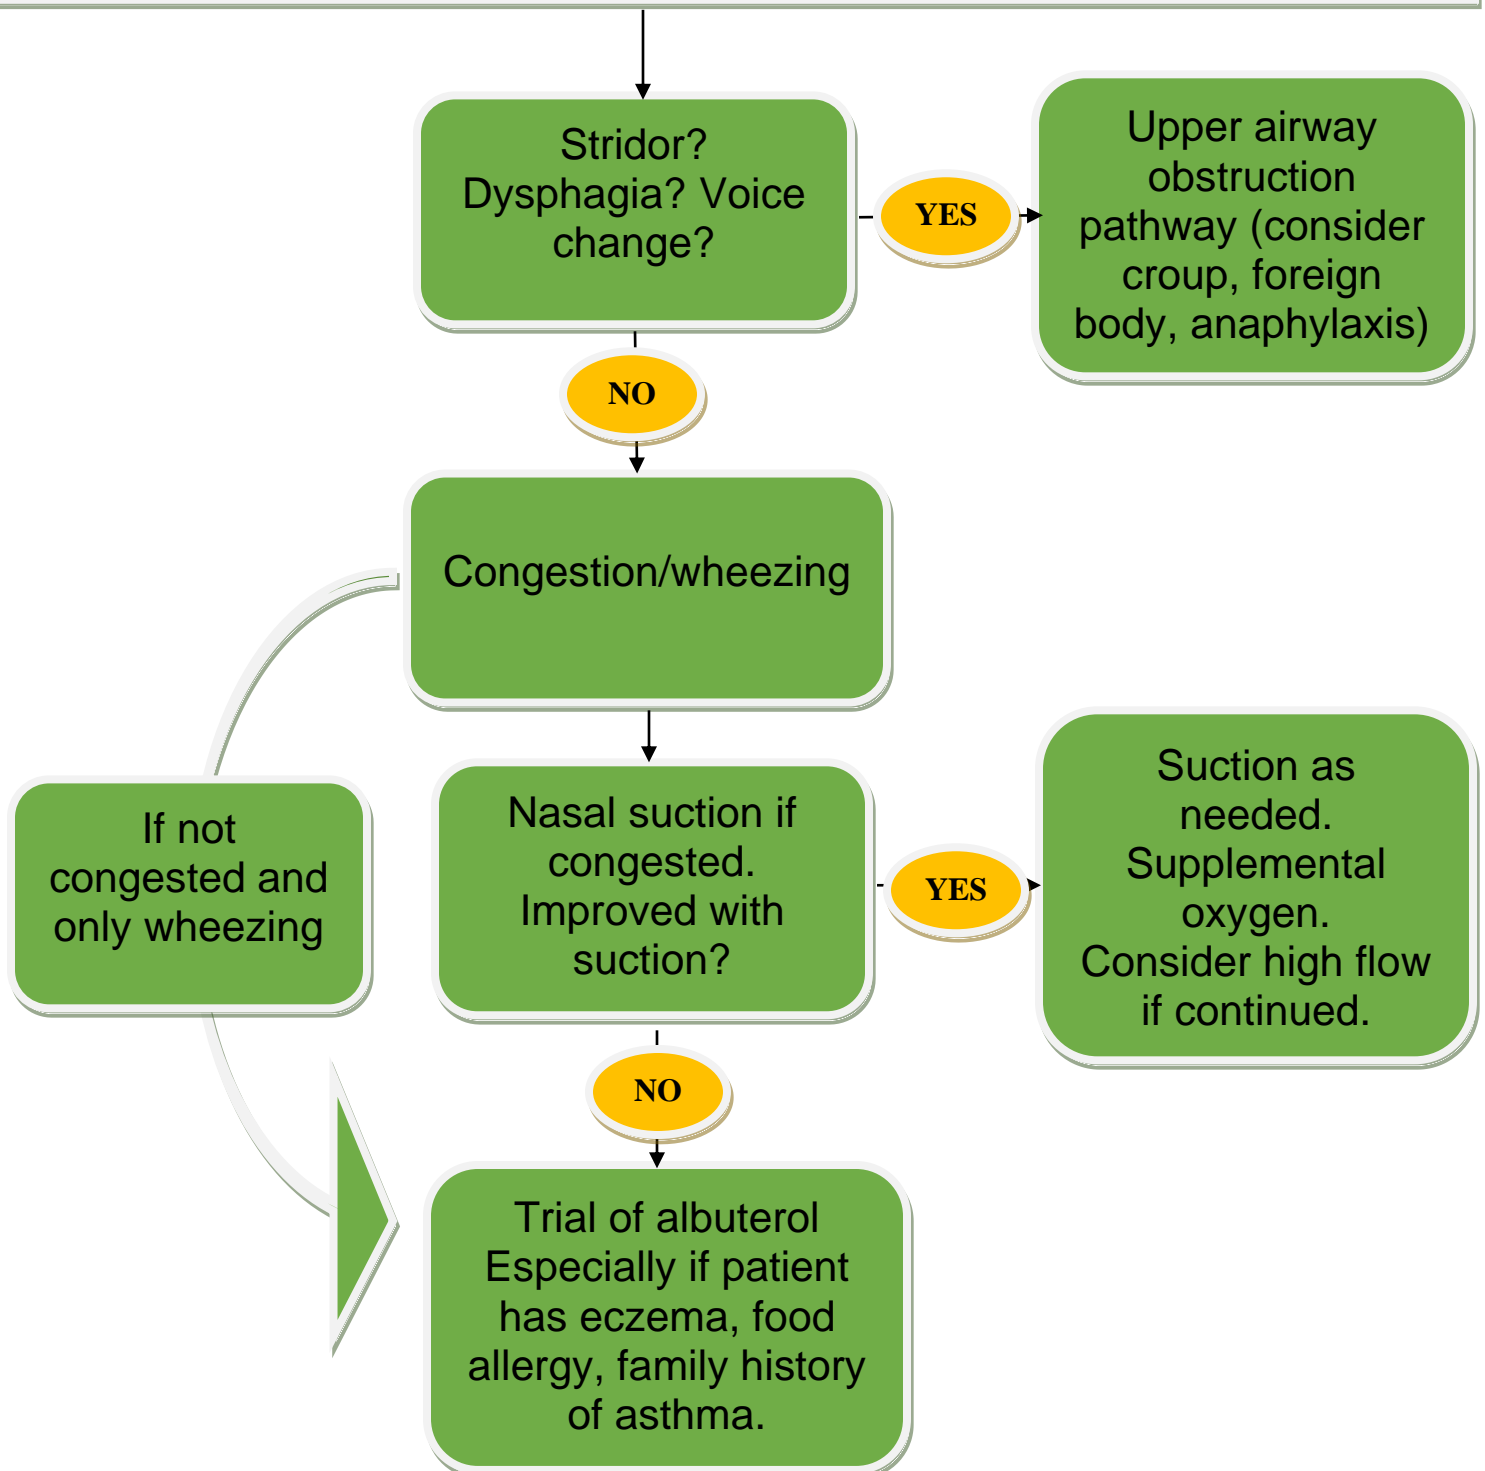 Stridor?
Dysphagia? Voice
change?
YES
Upper airway
obstruction
pathway (consider
croup, foreign
body, anaphylaxis)
NO
Congestion/wheezing
If not
congested and
only wheezing
Nasal suction if
congested.
Improved with
suction?
YES
Suction as
needed.
Supplemental
oxygen.
Consider high flow
if continued.
NO
Trial of albuterol
Especially if patient
has eczema, food
allergy, family history
of asthma.